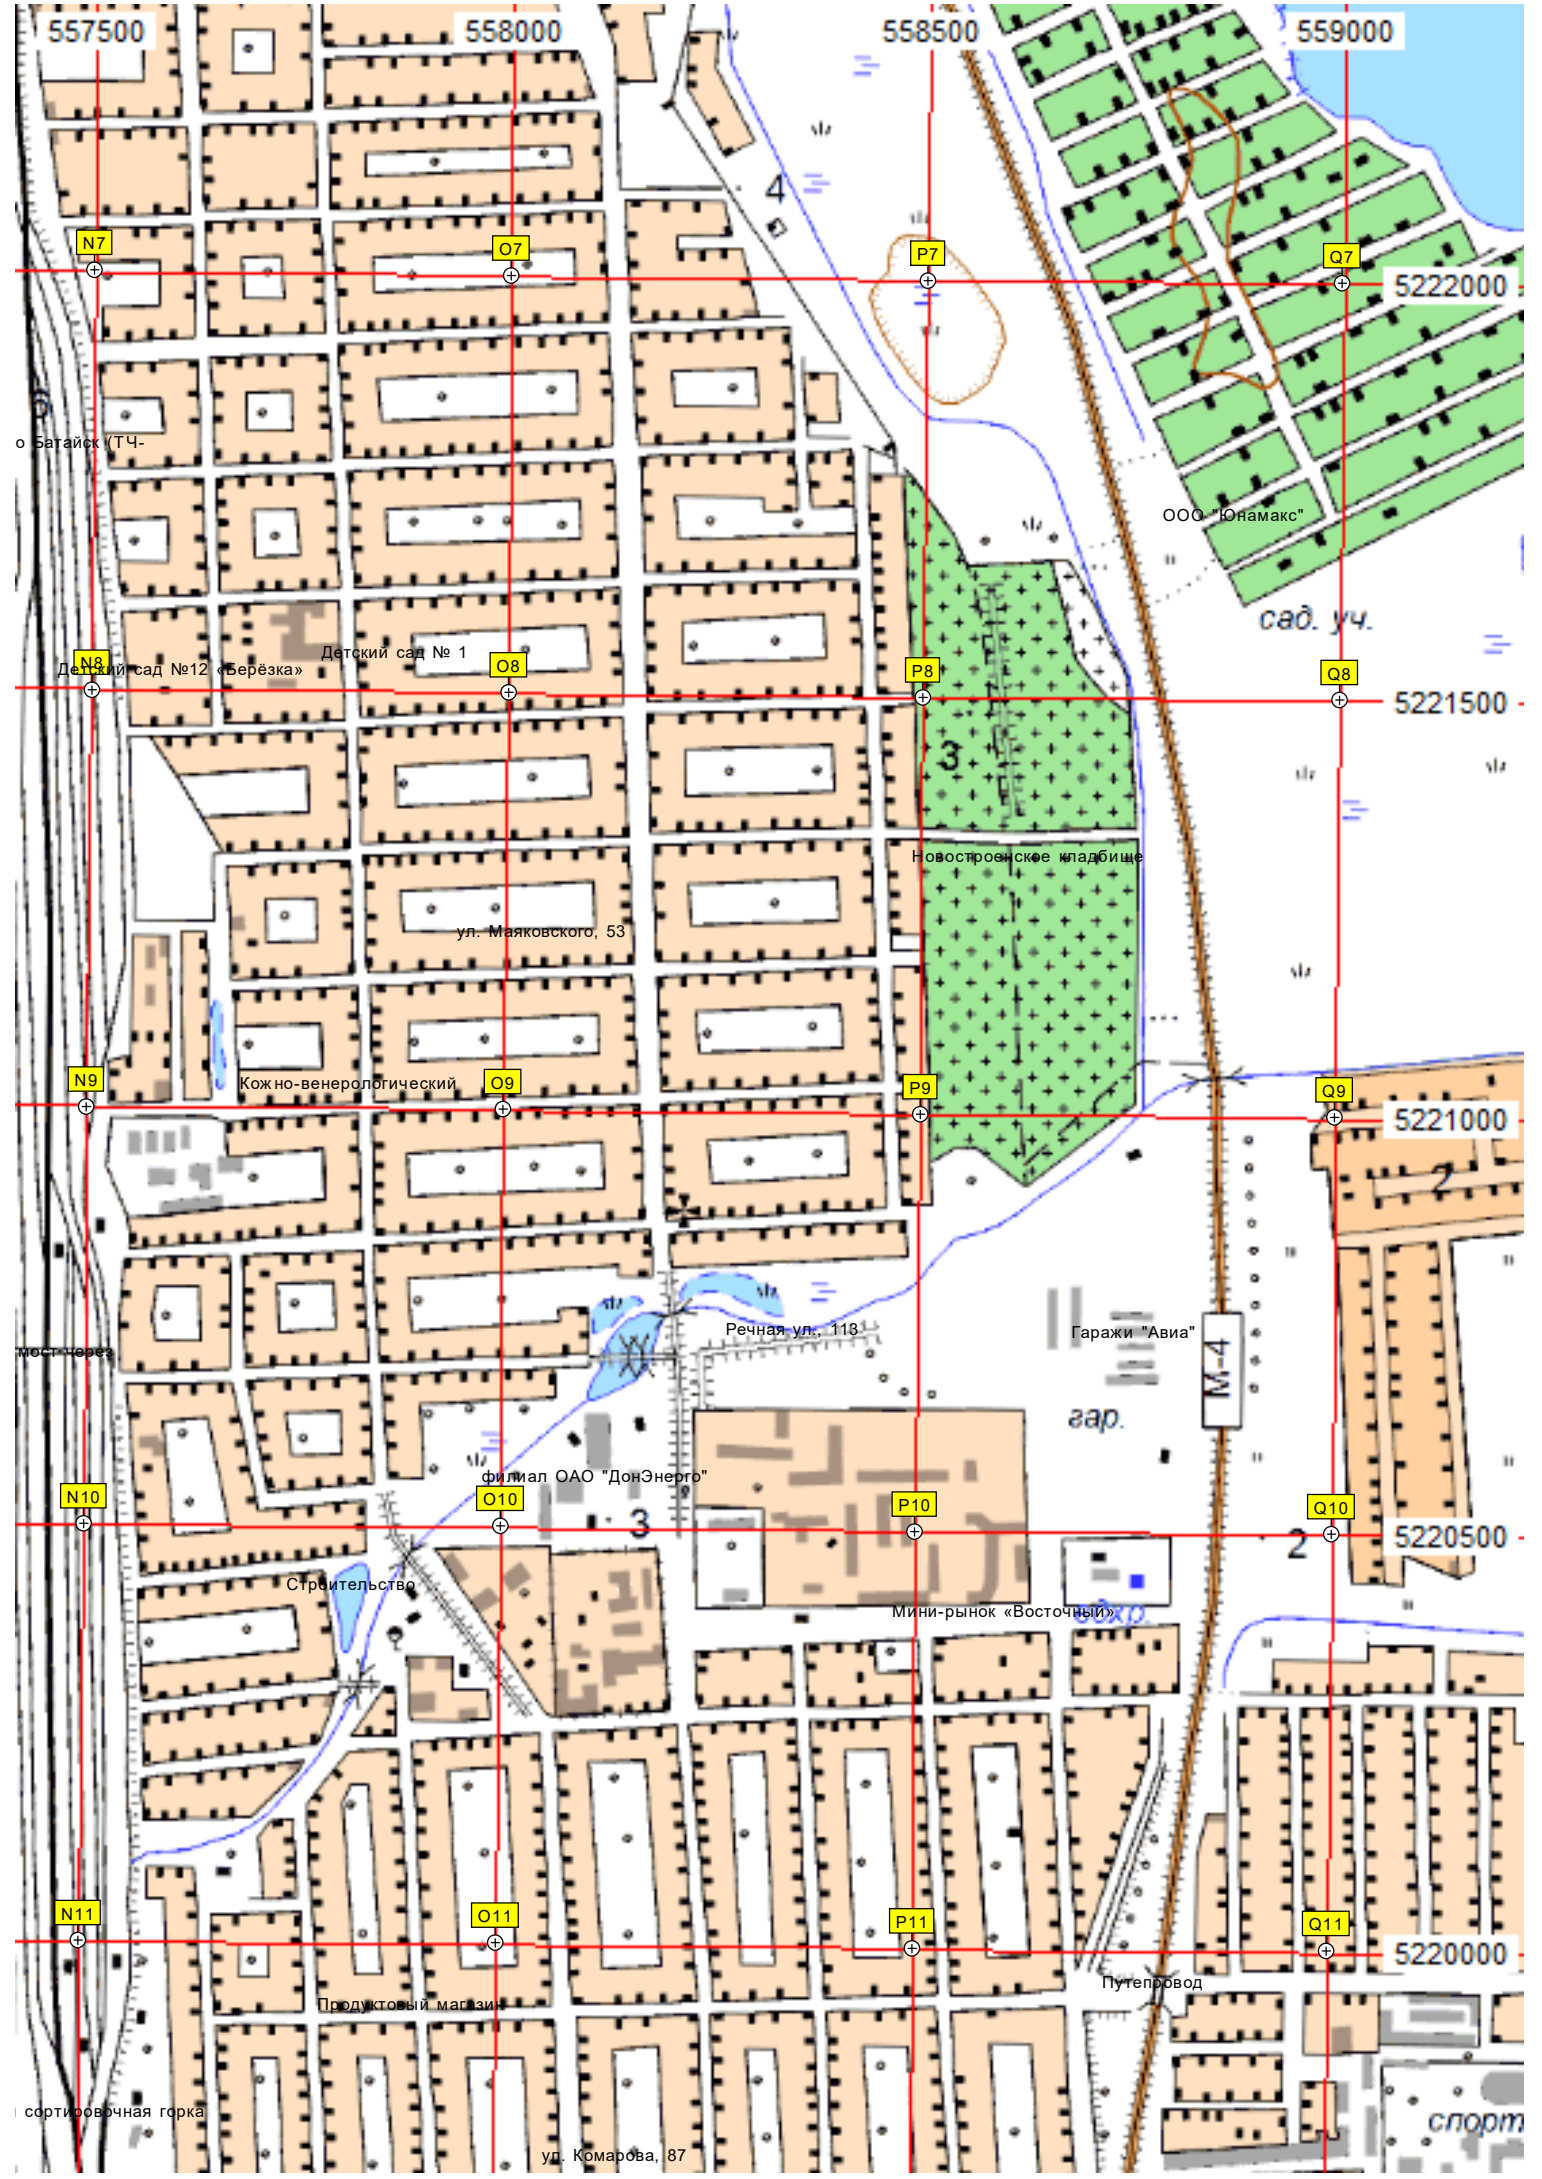 557500 558000 558500 559000
4
N7 O7 P7 Q7
5222000
о Батайск (ТЧ-
ООО "Юнамакс"
сад. уч.
Детский сад № 1
N8 O8 P8 Q8
Детский сад №12 «Берёзка»
5221500
3
Новостроенское кладбище
ул. Маяковского, 53
N9 O9 P9 Q9
Кожно-венерологический
5221000
2
Речная ул., 113
Гаражи "Авиа"
мост через
М-4
гар.
филиал ОАО "ДонЭнерго"
N10 O10 P10 Q10
3
2
5220500
Строительство
Мини-рынок «Восточный»
вдхр.
N11 O11 P11 Q11
5220000
Путепровод
Продуктовый магазин
сортировочная горка
спорт
ул. Комарова, 87